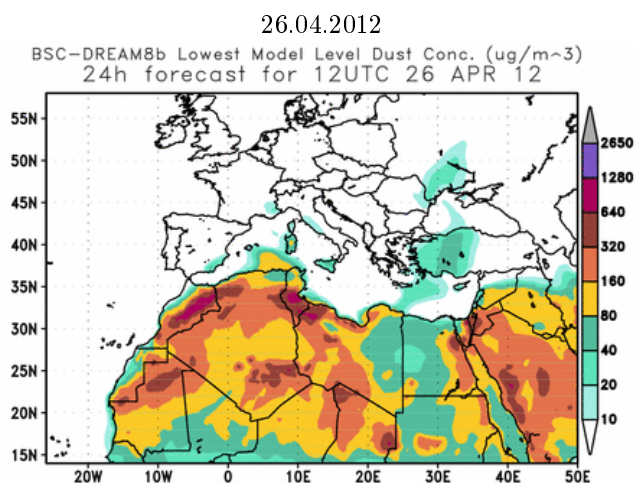 26.04.2012
BSC-DREAM8b Lowest Model Level Dust Conc. (ug/m^3)
24h forecast for 12UTC 26 APR 12
55N
50N
45N
40N
35N
30N
25N
20N
15N
20W 10W 0 10E 20E 30E 40E 50E
2650
1280
640
320
160
80
40
20
10